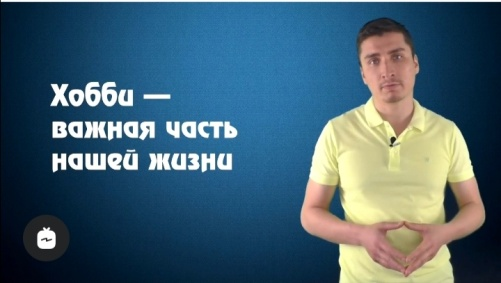 Хобби —
важная часть
нашей жизни